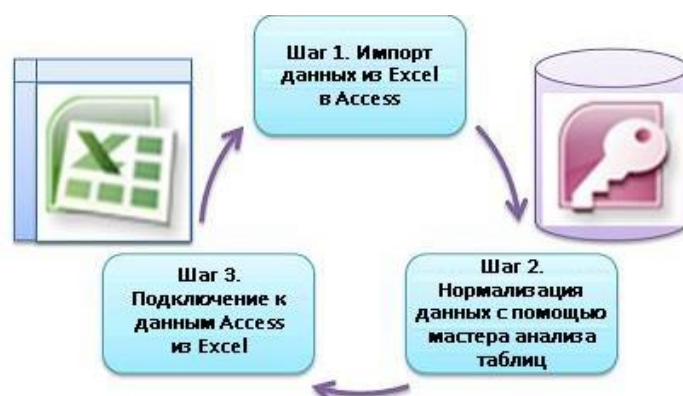 Шаг 1. Импорт
данных из Excel
в Access
Шаг 2.
Нормализация
данных с помощью
мастера анализа
таблиц
Шаг 3.
Подключение к
данным Access
из Excel